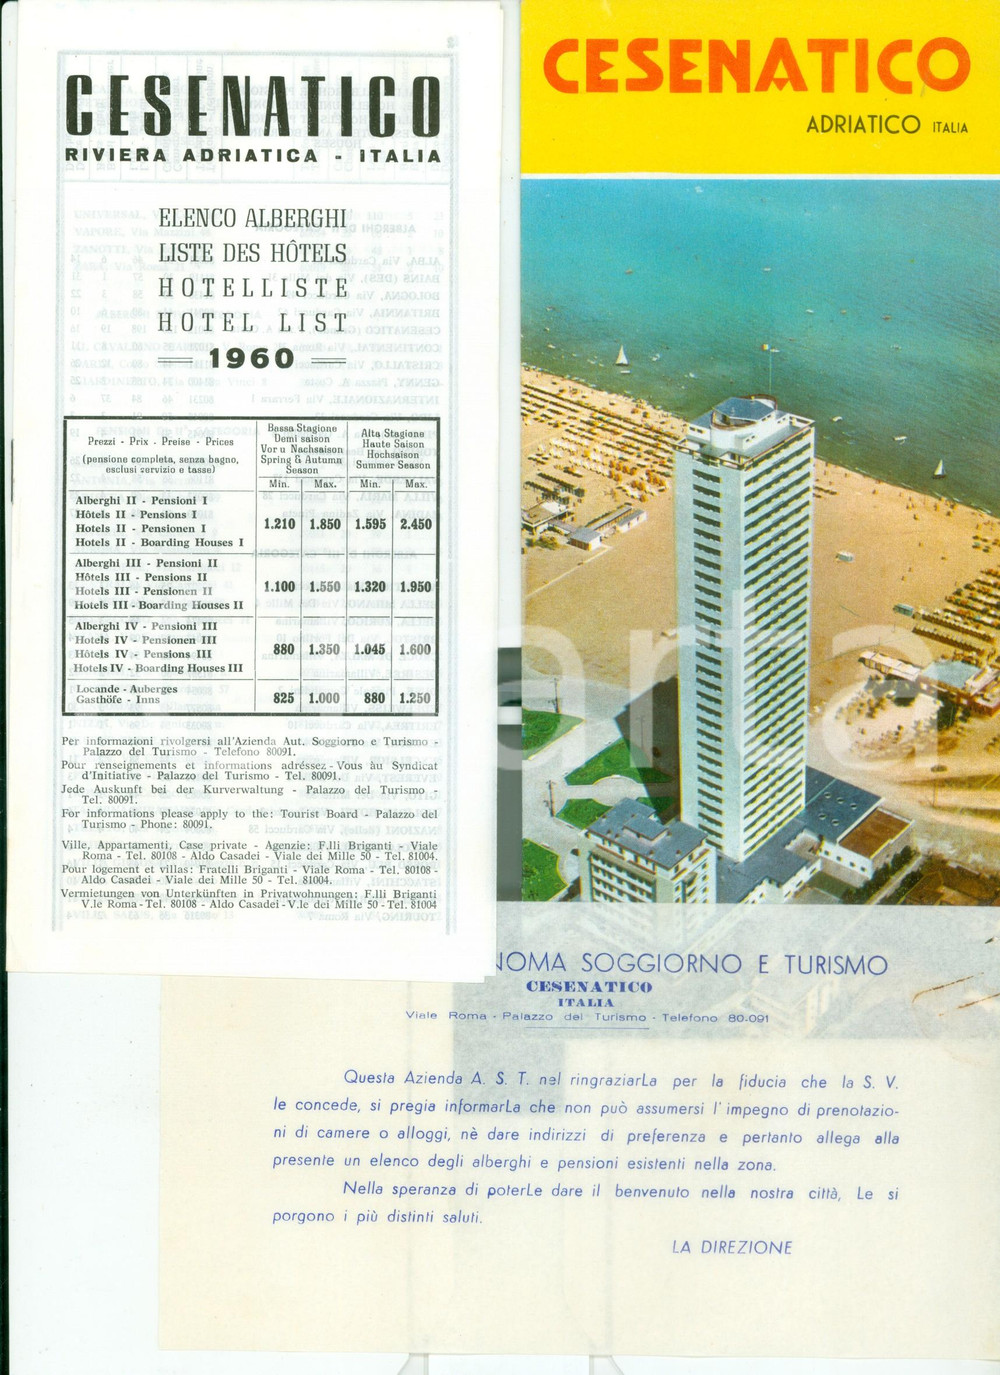 CESENATICO
RIVIERA ADRIATICA - ITALIA
ELENCO ALBERGHI
LISTE DES HÔTELS
HOTELLISTE
HOTEL LIST
1960
Prezzi - Prix - Preise - Prices
(pensione completa, senza bagno,
esclusi servizio e tasse)
Bassa Stagione
Demi saison
Vor u Nachsaison
Spring & Autumn
Season
Alta Stagione
Haute Saison
Hochsaison
Summer Season
Min. Max. Min. Max.
Alberghi II - Pensioni I
Hôtels II - Pensions I
Hotels II - Pensionen I
Hotels II - Boarding Houses I
1.210 1.850 1.595 2.450
Alberghi III - Pensioni II
Hôtels III - Pensions II
Hotels III - Pensionen II
Hotels III - Boarding Houses II
1.100 1.550 1.320 1.950
Alberghi IV - Pensioni III
Hotels IV - Pensionen III
Hôtels IV - Pensions III
Hotels IV - Boarding Houses III
880 1.350 1.045 1.600
Locande - Auberges
Gasthöfe - Inns
825 1.000 880 1.250
Per informazioni rivolgersi all'Azienda Aut. Soggiorno e Turismo -
Palazzo del Turismo - Telefono 80091.
Pour renseignements et informations adréssez - Vous àu Syndicat
d'Initiative - Palazzo del Turismo - Tel. 80091.
Jede Auskunft bei der Kurverwaltung - Palazzo del Turismo -
Tel. 80091.
For informations please apply to the: Tourist Board - Palazzo del
Turismo - Phone: 80091.
Ville, Appartamenti, Case private - Agenzie: F.lli Briganti - Viale
Roma - Tel. 80108 - Aldo Casadei - Viale dei Mille 50 - Tel. 81004.
Pour logement et villas: Fratelli Briganti - Viale Roma - Tel. 80108 -
Aldo Casadei - Viale dei Mille 50 - Tel. 81004.
Vermietungen von Unterkünften in Privatwohnungen: F.lli Briganti
V.le Roma - Tel. 80108 - Aldo Casadei - V.le dei Mille 50 - Tel. 81004
CESENATICO
ADRIATICO ITALIA
NOMA SOGGIORNO E TURISMO
CESENATICO
ITALIA
Viale Roma - Palazzo del Turismo - Telefono 80-091
Questa Azienda A. S. T. nel ringraziarLa per la fiducia che la S. V.
le concede, si pregia informarLa che non può assumersi l'impegno di prenotazio-
ni di camere o alloggi, nè dare indirizzi di preferenza e pertanto allega alla
presente un elenco degli alberghi e pensioni esistenti nella zona.
Nella speranza di poterLe dare il benvenuto nella nostra città, Le si
porgono i più distinti saluti.
LA DIREZIONE